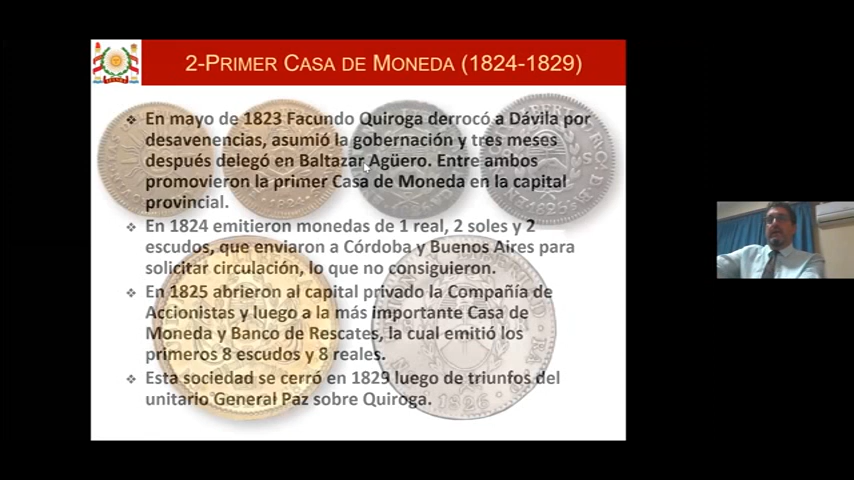 2-PRIMER CASA DE MONEDA (1824-1829)
❖ En mayo de 1823 Facundo Quiroga derrocó a Dávila por
desavenencias, asumió la gobernación y tres meses
después delegó en Baltazar Agüero. Entre ambos
promovieron la primer Casa de Moneda en la capital
provincial.
❖ En 1824 emitieron monedas de 1 real, 2 soles y 2
escudos, que enviaron a Córdoba y Buenos Aires para
solicitar circulación, lo que no consiguieron.
❖ En 1825 abrieron al capital privado la Compañía de
Accionistas y luego a la más importante Casa de
Moneda y Banco de Rescates, la cual emitió los
primeros 8 escudos y 8 reales.
❖ Esta sociedad se cerró en 1829 luego de triunfos del
unitario General Paz sobre Quiroga.
1826